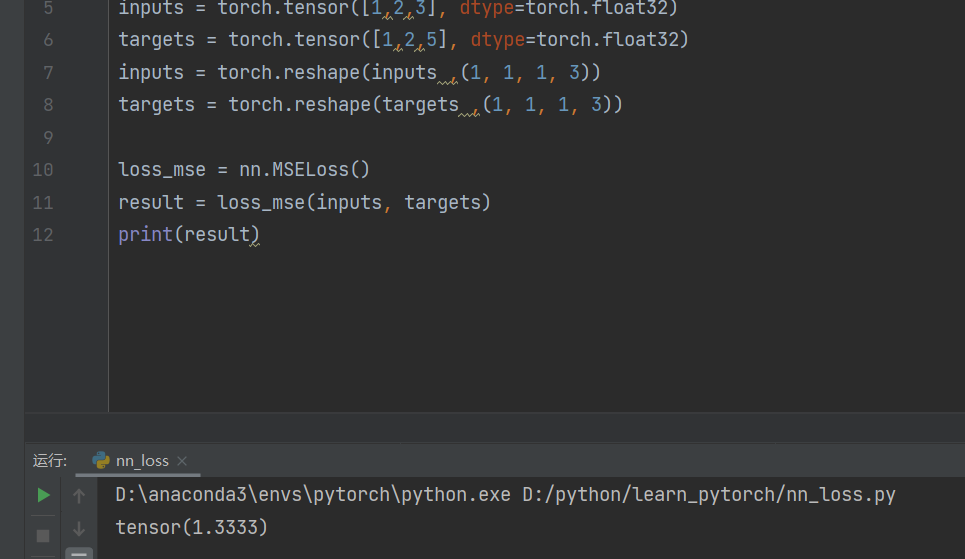 5 inputs = torch.tensor([1,2,3], dtype=torch.float32)
6 targets = torch.tensor([1,2,5], dtype=torch.float32)
7 inputs = torch.reshape(inputs ,(1, 1, 1, 3))
8 targets = torch.reshape(targets ,(1, 1, 1, 3))
9
10 loss_mse = nn.MSELoss()
11 result = loss_mse(inputs, targets)
12 print(result)
运行: nn_loss ×
D:\anaconda3\envs\pytorch\python.exe D:/python/learn_pytorch/nn_loss.py
tensor(1.3333)